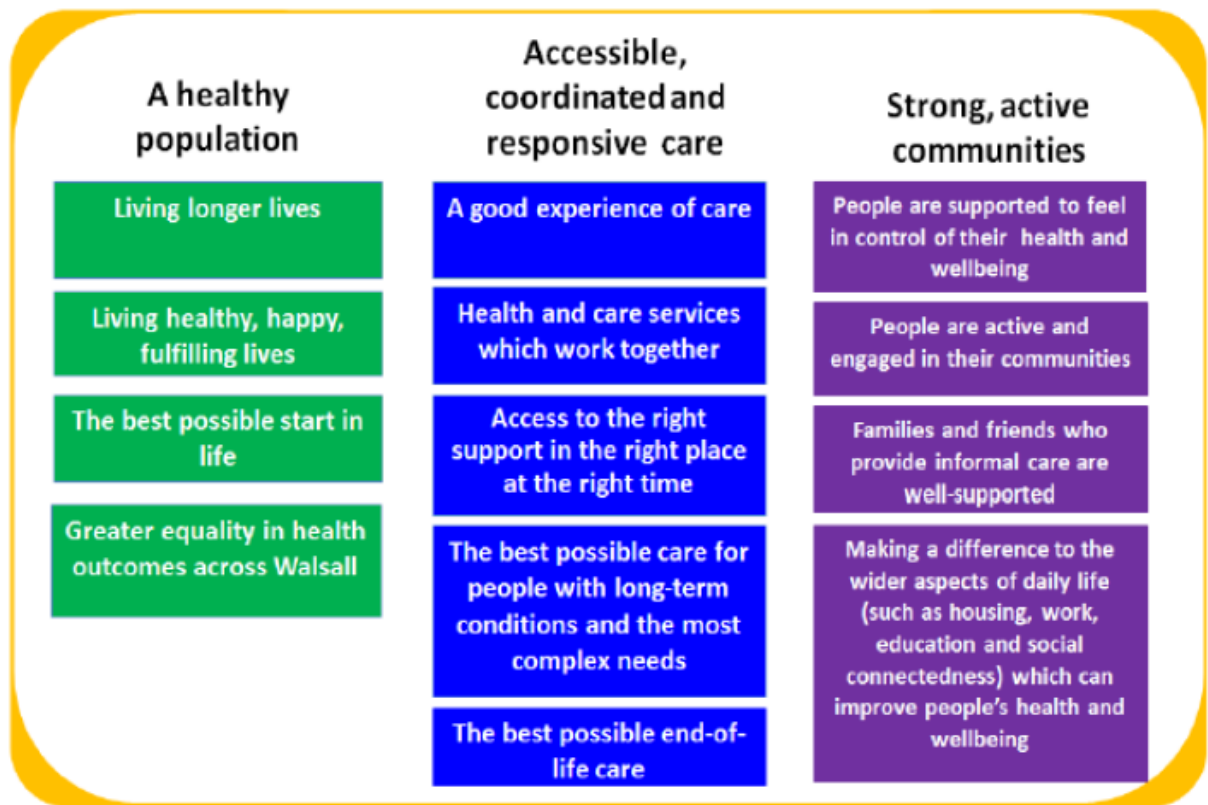 A healthy
population
Living longer lives
Living healthy, happy,
fulfilling lives
The best possible start in
life
Greater equality in health
outcomes across Walsall
Accessible,
coordinated and
responsive care
A good experience of care
Health and care services
which work together
Access to the right
support in the right place
at the right time
The best possible care for
people with long-term
conditions and the most
complex needs
The best possible end-of-
life care
Strong, active
communities
People are supported to feel
in control of their health and
wellbeing
People are active and
engaged in their communities
Families and friends who
provide informal care are
well-supported
Making a difference to the
wider aspects of daily life
(such as housing, work,
education and social
connectedness) which can
improve people's health and
wellbeing